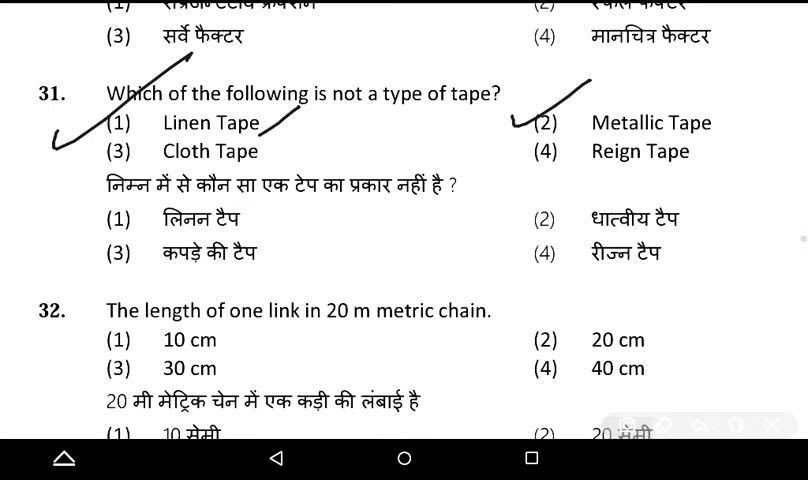 (3) सर्वे फैक्टर (4) मानचित्र फैक्टर
31. Which of the following is not a type of tape?
(1) Linen Tape (2) Metallic Tape
(3) Cloth Tape (4) Reign Tape
निम्न में से कौन सा एक टेप का प्रकार नहीं है ?
(1) लिनन टैप (2) धात्वीय टैप
(3) कपड़े की टैप (4) रीज्न टैप
32. The length of one link in 20 m metric chain.
(1) 10 cm (2) 20 cm
(3) 30 cm (4) 40 cm
20 मी मेट्रिक चेन में एक कड़ी की लंबाई है
(1) 10 सेमी (2) 20 सेमी